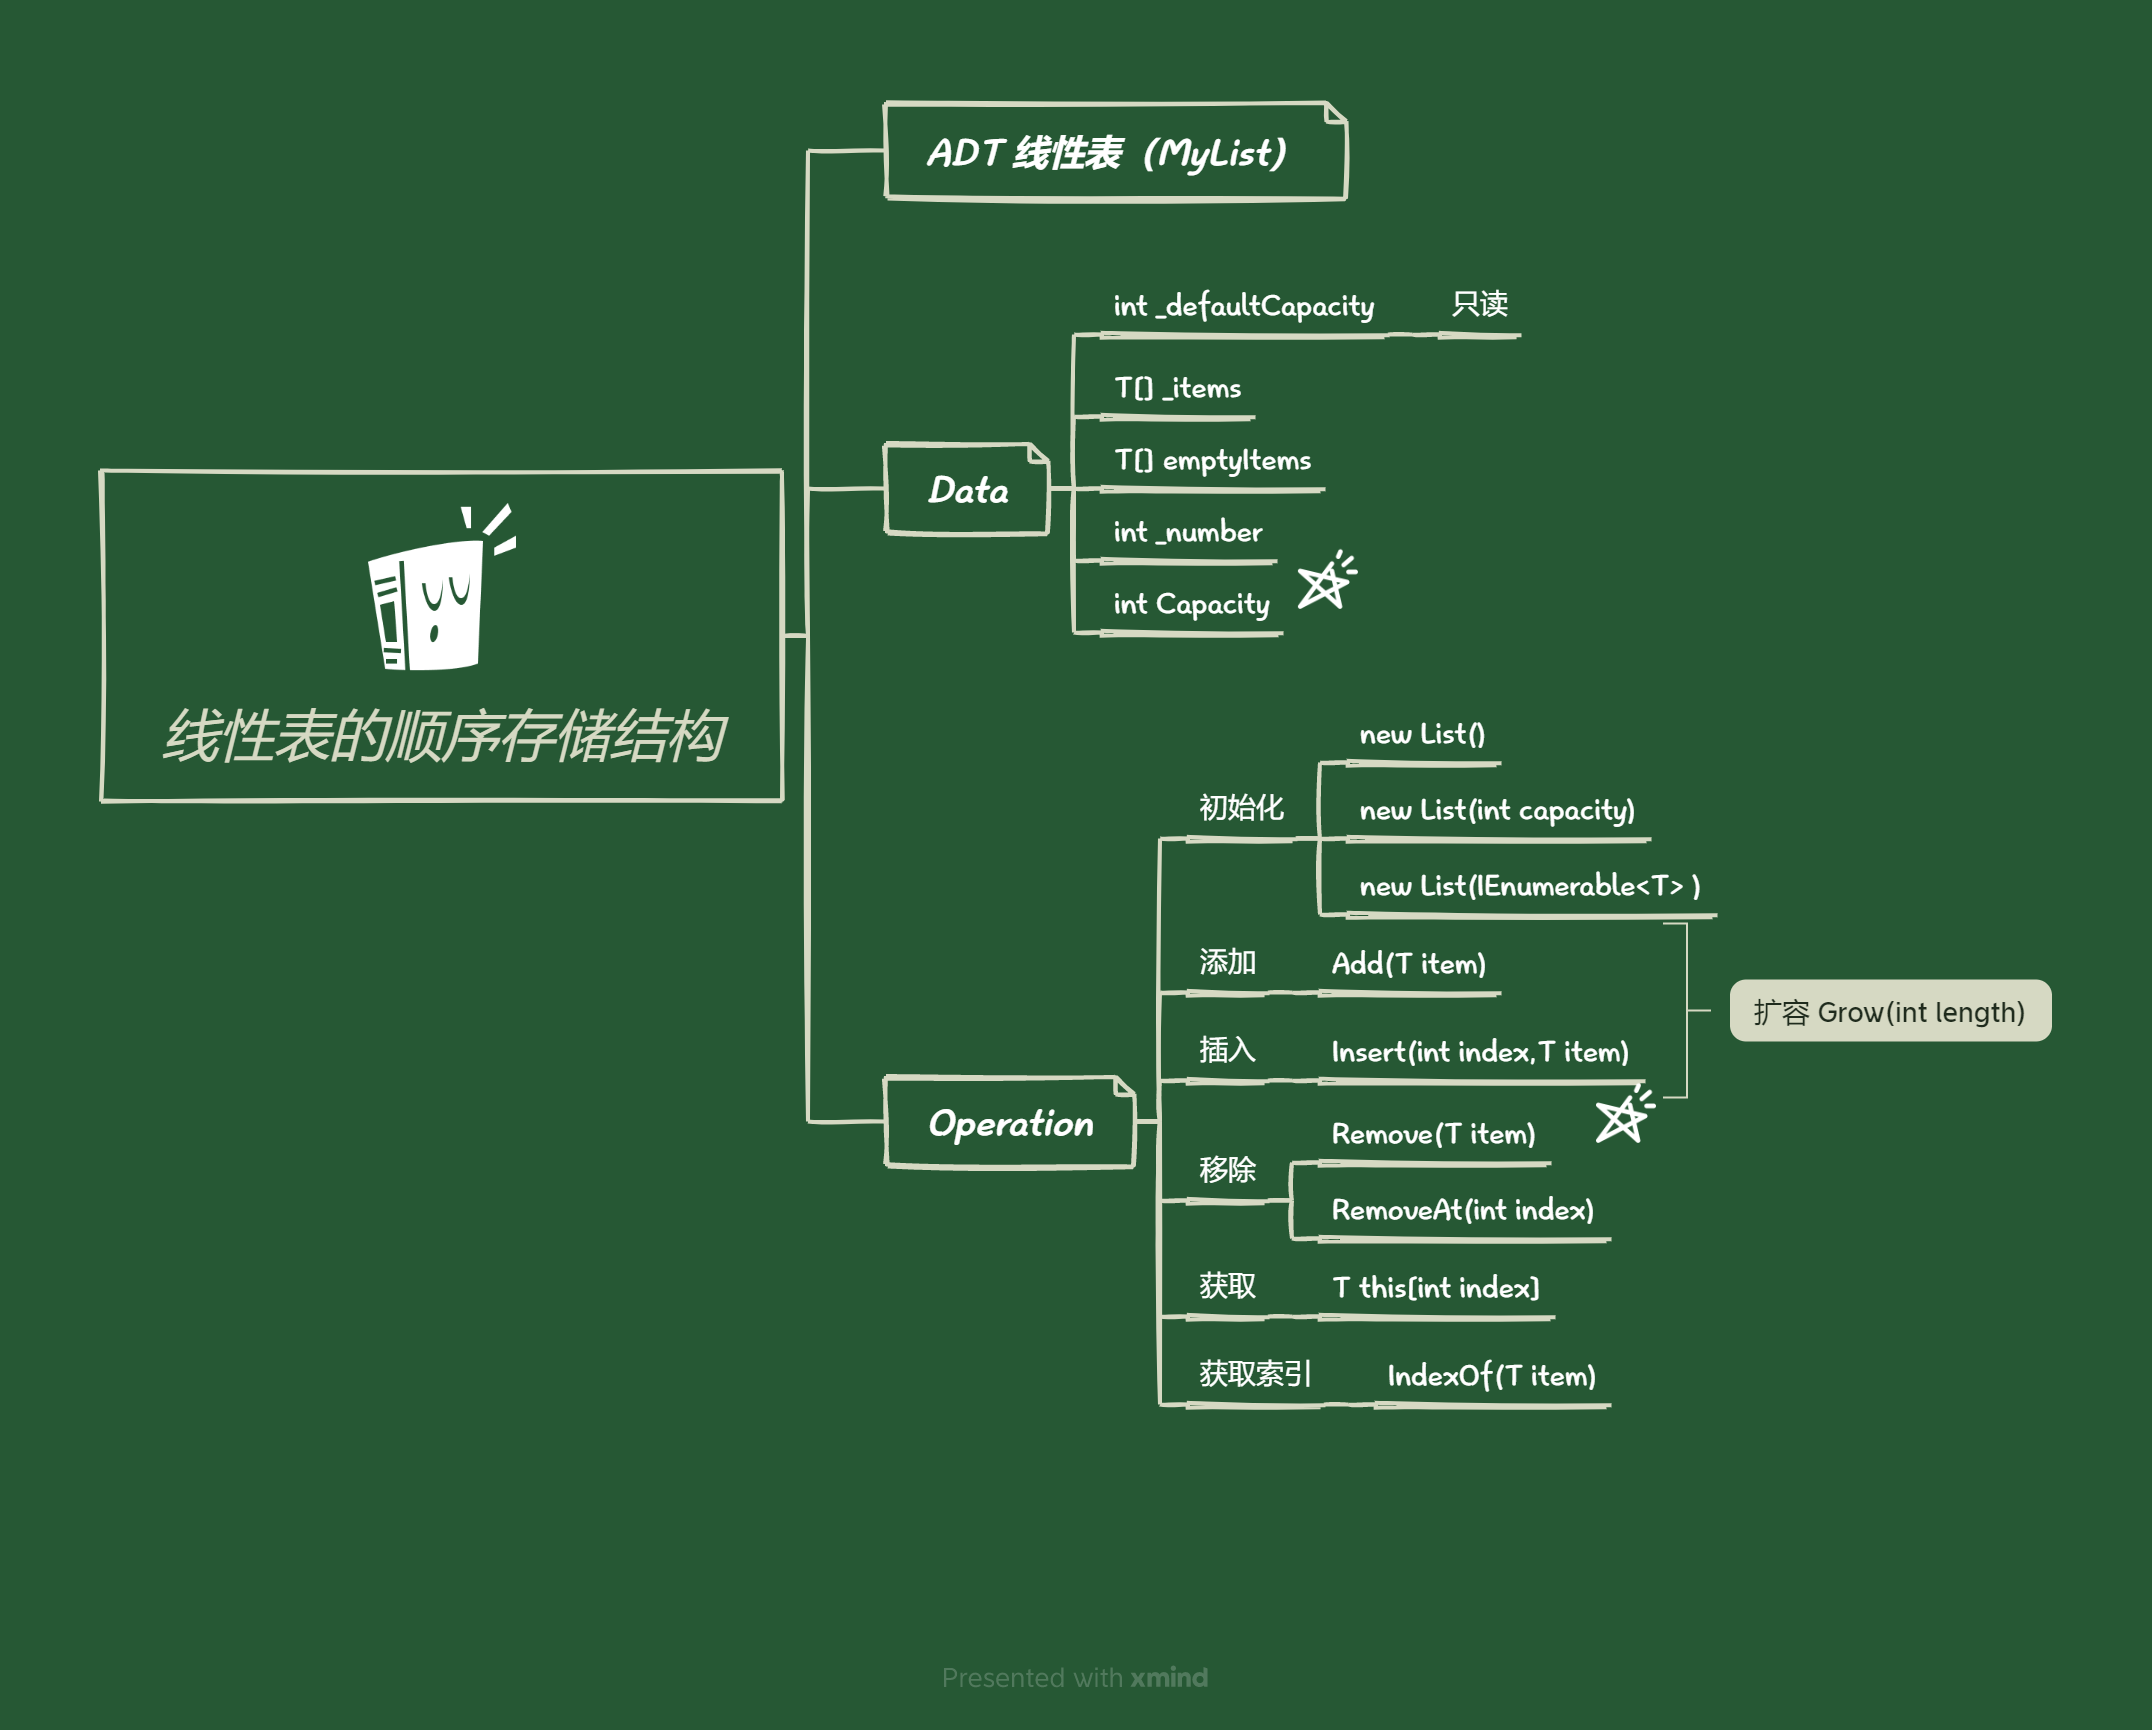 线性表的顺序存储结构
ADT 线性表（MyList）
Data
int _defaultCapacity
只读
T[] _items
T[] emptyItems
int _number
int Capacity
Operation
初始化
new List()
new List(int capacity)
new List(IEnumerable<T> )
添加
Add(T item)
插入
Insert(int index,T item)
扩容 Grow(int length)
移除
Remove(T item)
RemoveAt(int index)
获取
T this[int index]
获取索引
IndexOf(T item)
Presented with xmind